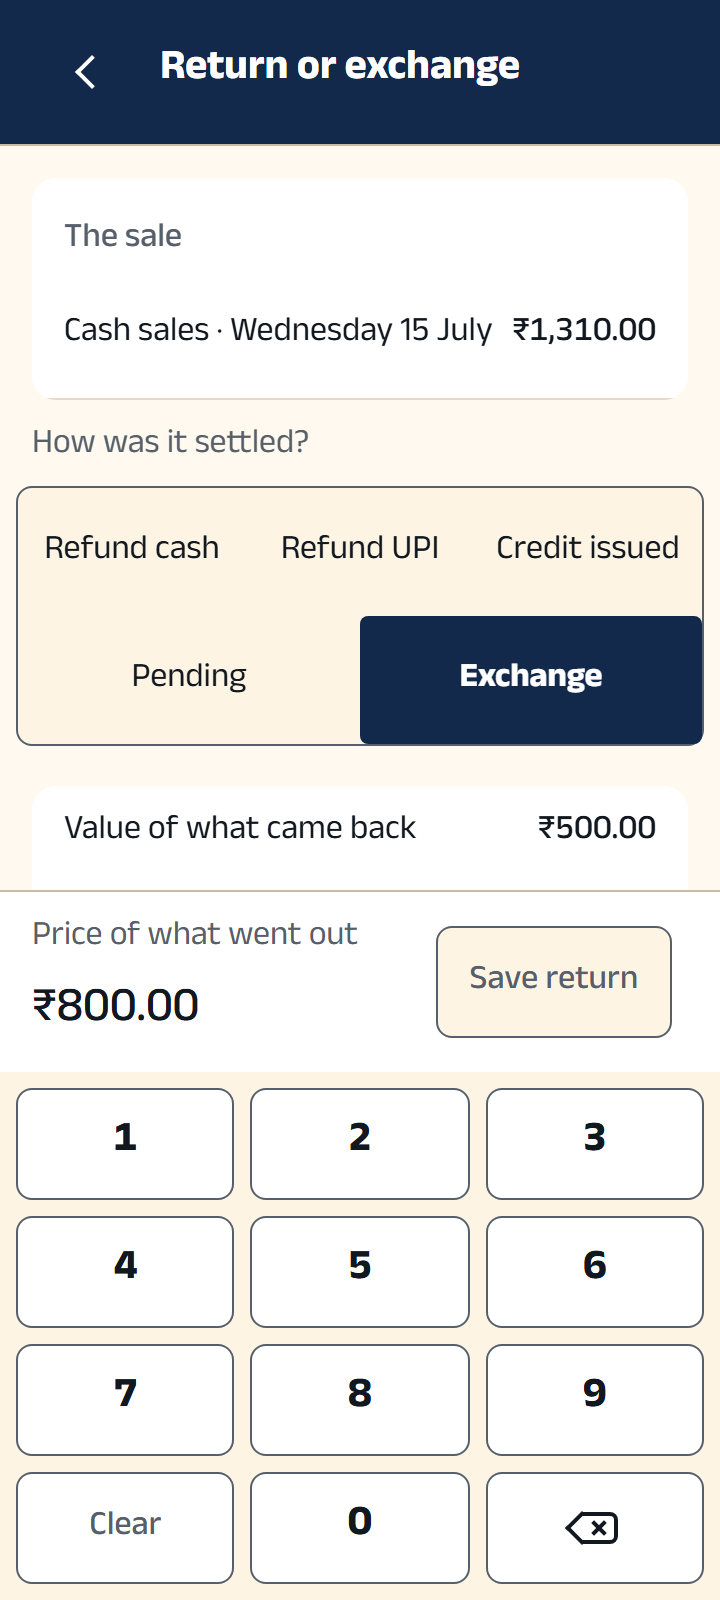 Return or exchange
The sale
Cash sales · Wednesday 15 July ₹1,310.00
How was it settled?
Refund cash Refund UPI Credit issued
Pending Exchange
Value of what came back ₹500.00
Price of what went out
₹800.00
Save return
1 2 3
4 5 6
7 8 9
Clear 0